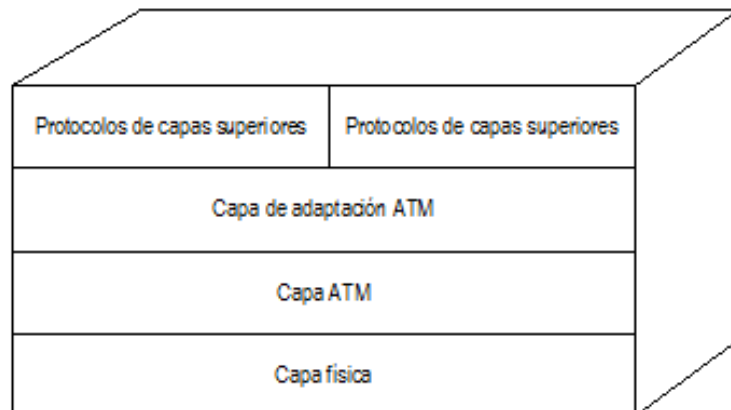 Protocolos de capas superiores
Protocolos de capas superiores
Capa de adaptación ATM
Capa ATM
Capa física